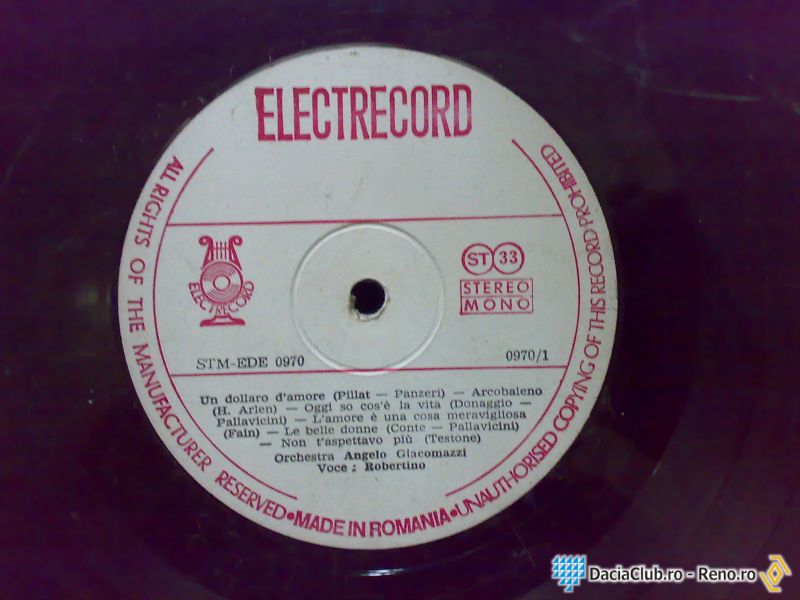 ELECTRECORD
ELECTRECORD
ST 33
STEREO
MONO
STM-EDE 0970
0970/1
Un dollaro d'amore (Pillat — Panzeri) — Arcobaleno
(H. Arlen) — Oggi so cos'è la vita (Donaggio —
Pallavicini) — L'amore è una cosa meravigliosa
(Fain) — Le belle donne (Conte — Pallavicini)
— Non t'aspettavo più (Testone)
Orchestra Angelo Giacomazzi
Voce : Robertino
ALL RIGHTS OF THE MANUFACTURER RESERVED•MADE IN ROMANIA•UNAUTHORISED COPYING OF THIS RECORD PROHIBITED
DaciaClub.ro - Reno.ro